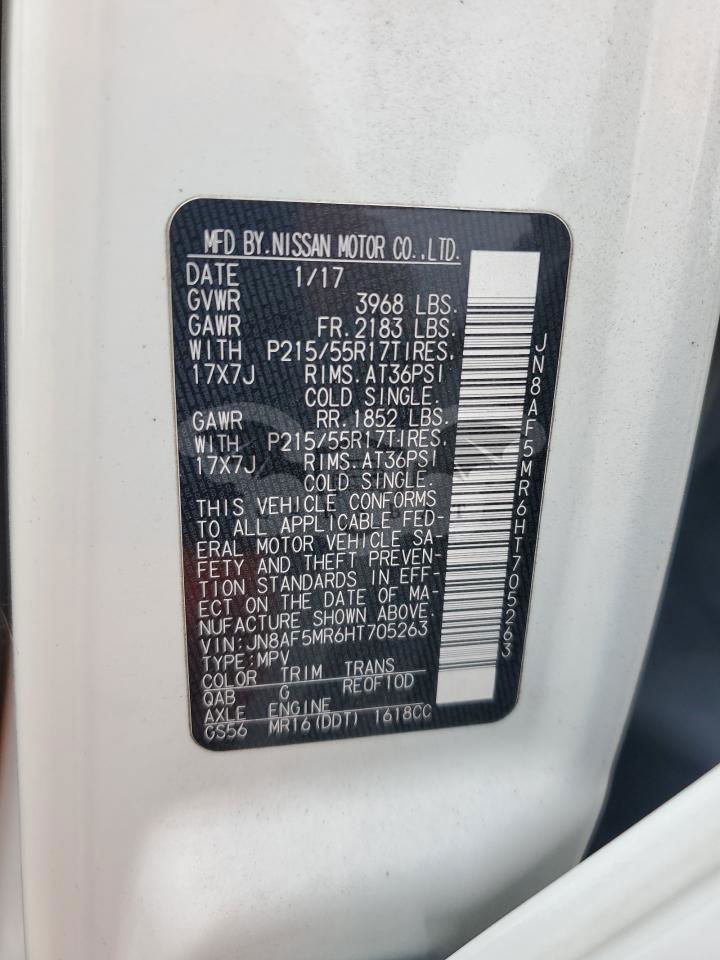 MFD BY.NISSAN MOTOR CO.,LTD.
DATE 1/17
GVWR 3968 LBS.
GAWR FR.2183 LBS.
WITH P215/55R17TIRES,
17X7J RIMS.AT36PSI
COLD SINGLE.
GAWR RR.1852 LBS.
WITH P215/55R17TIRES,
17X7J RIMS.AT36PSI
COLD SINGLE.
THIS VEHICLE CONFORMS
TO ALL APPLICABLE FED-
ERAL MOTOR VEHICLE SA-
FETY AND THEFT PREVEN-
TION STANDARDS IN EFF-
ECT ON THE DATE OF MA-
NUFACTURE SHOWN ABOVE.
VIN:JN8AF5MR6HT705263
TYPE:MPV
COLOR TRIM TRANS
QAB G RE0F10D
AXLE ENGINE
GS56 MR16(DDT) 1618CC
JN8AF5MR6HT705263